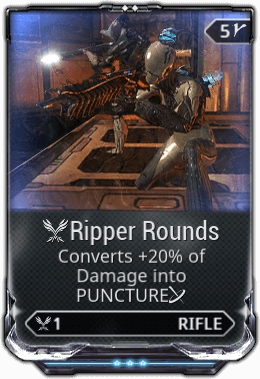 5
Ripper Rounds
Converts +20% of
Damage into
PUNCTURE
1 RIFLE